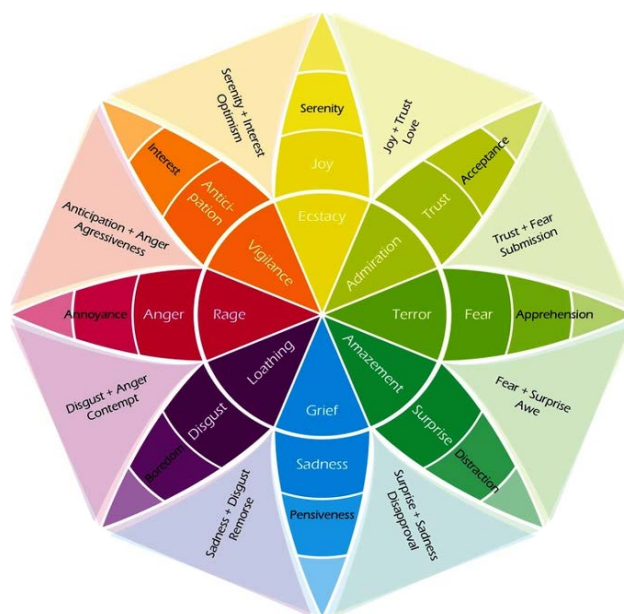 Serenity + Interest
Optimism
Serenity
Joy
Ecstacy
Joy + Trust
Love
Acceptance
Trust
Admiration
Trust + Fear
Submission
Interest
Antici-
pation
Vigilance
Anticipation + Anger
Agressiveness
Annoyance
Anger
Rage
Terror
Fear
Apprehension
Disgust + Anger
Contempt
Loathing
Disgust
Boredom
Amazement
Surprise
Distraction
Fear + Surprise
Awe
Grief
Sadness
Pensiveness
Sadness + Disgust
Remorse
Surprise + Sadness
Disapproval